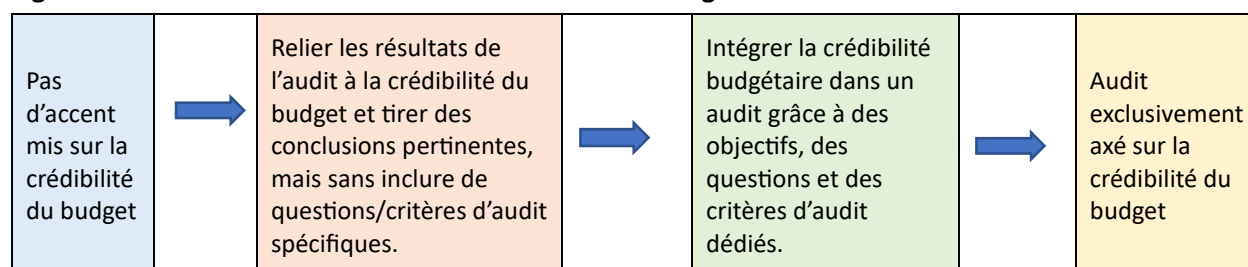 Pas
d’accent
mis sur la
crédibilité
du budget
Relier les résultats de
l’audit à la crédibilité du
budget et tirer des
conclusions pertinentes,
mais sans inclure de
questions/critères d’audit
spécifiques.
Intégrer la crédibilité
budgétaire dans un
audit grâce à des
objectifs, des
questions et des
critères d’audit
dédiés.
Audit
exclusivement
axé sur la
crédibilité du
budget